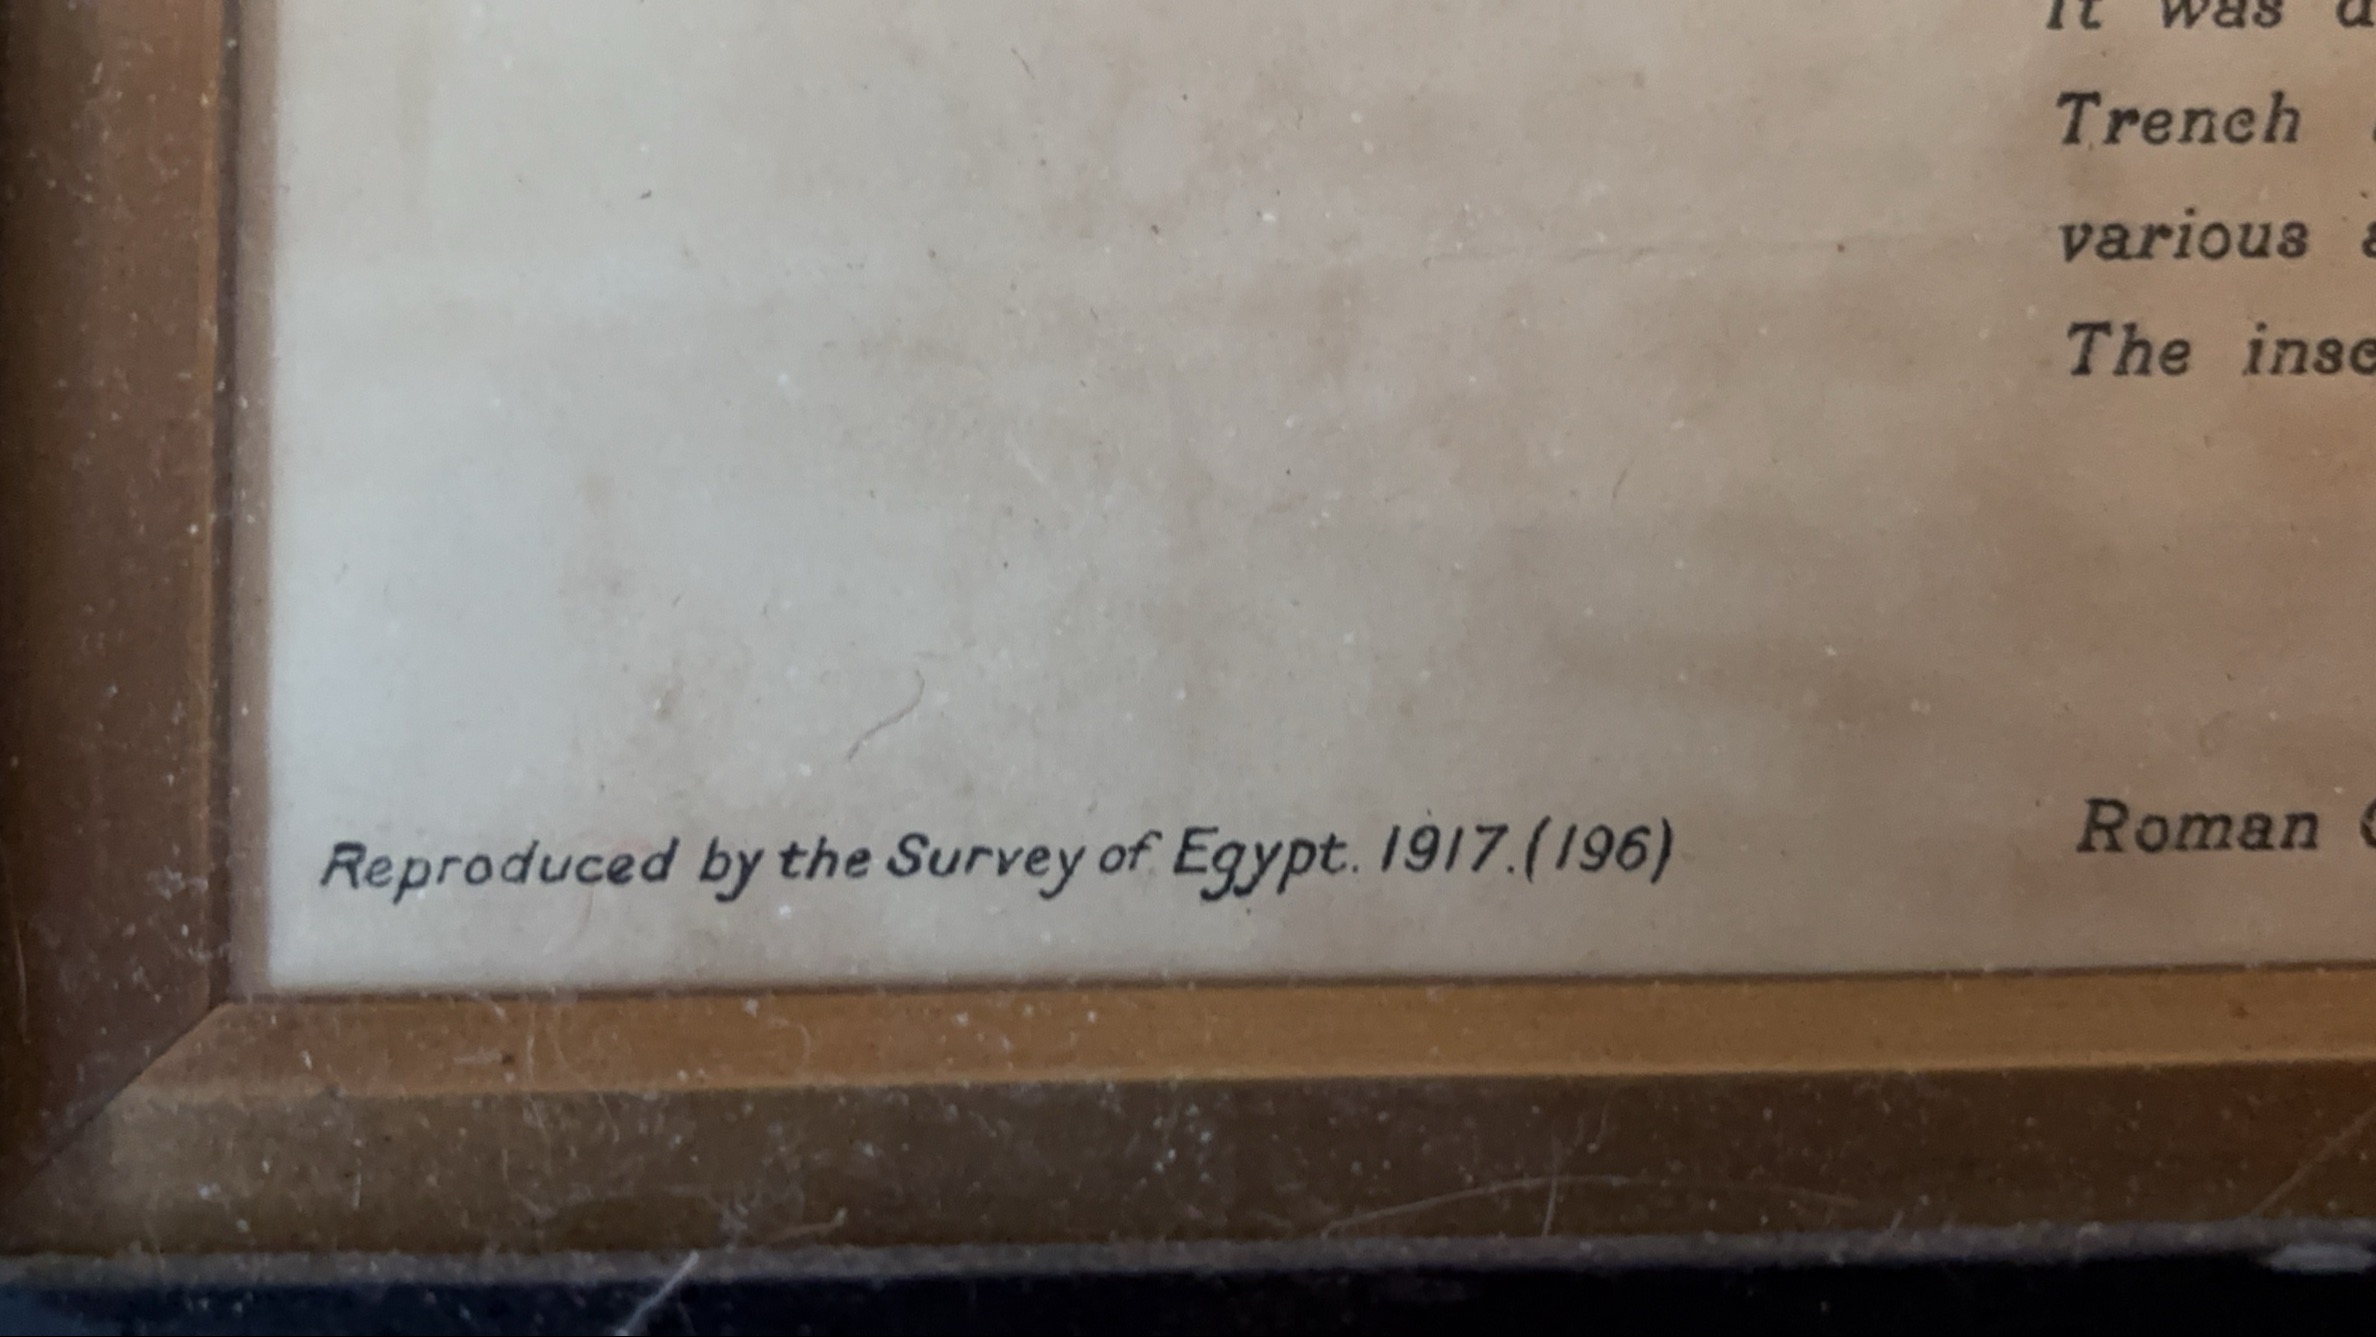 It was
Trench
various
The
Reproduced by the Survey of Egypt. 1917.(196)
Roman